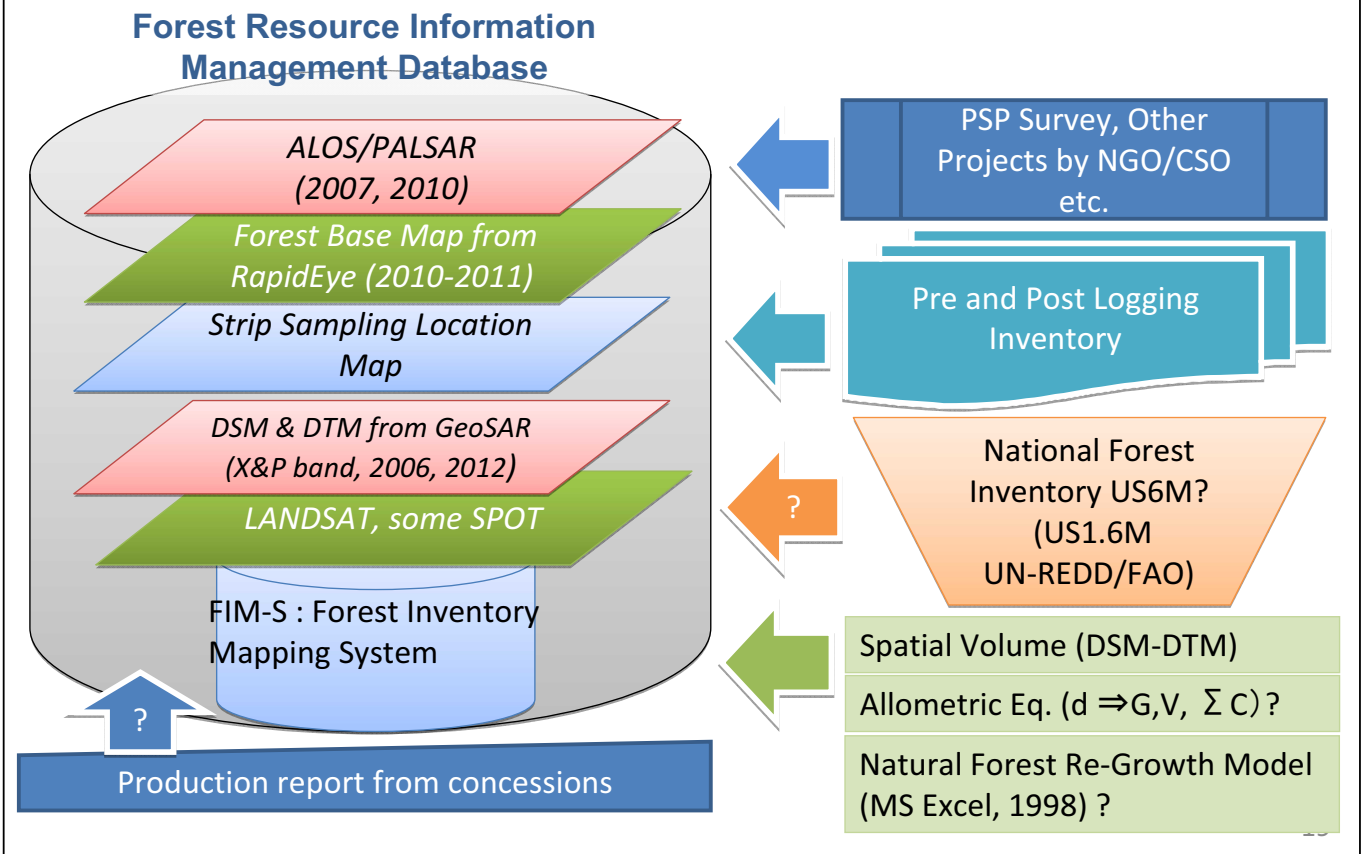 Forest Resource Information
Management Database
ALOS/PALSAR
(2007, 2010)
Forest Base Map from
RapidEye (2010-2011)
Strip Sampling Location
Map
DSM & DTM from GeoSAR
(X&P band, 2006, 2012)
LANDSAT, some SPOT
FIM-S : Forest Inventory
Mapping System
?
Production report from concessions
PSP Survey, Other
Projects by NGO/CSO
etc.
Pre and Post Logging
Inventory
?
National Forest
Inventory US6M?
(US1.6M
UN-REDD/FAO)
Spatial Volume (DSM-DTM)
Allometric Eq. (d ⇒G,V, Σ C）?
Natural Forest Re-Growth Model
(MS Excel, 1998) ?